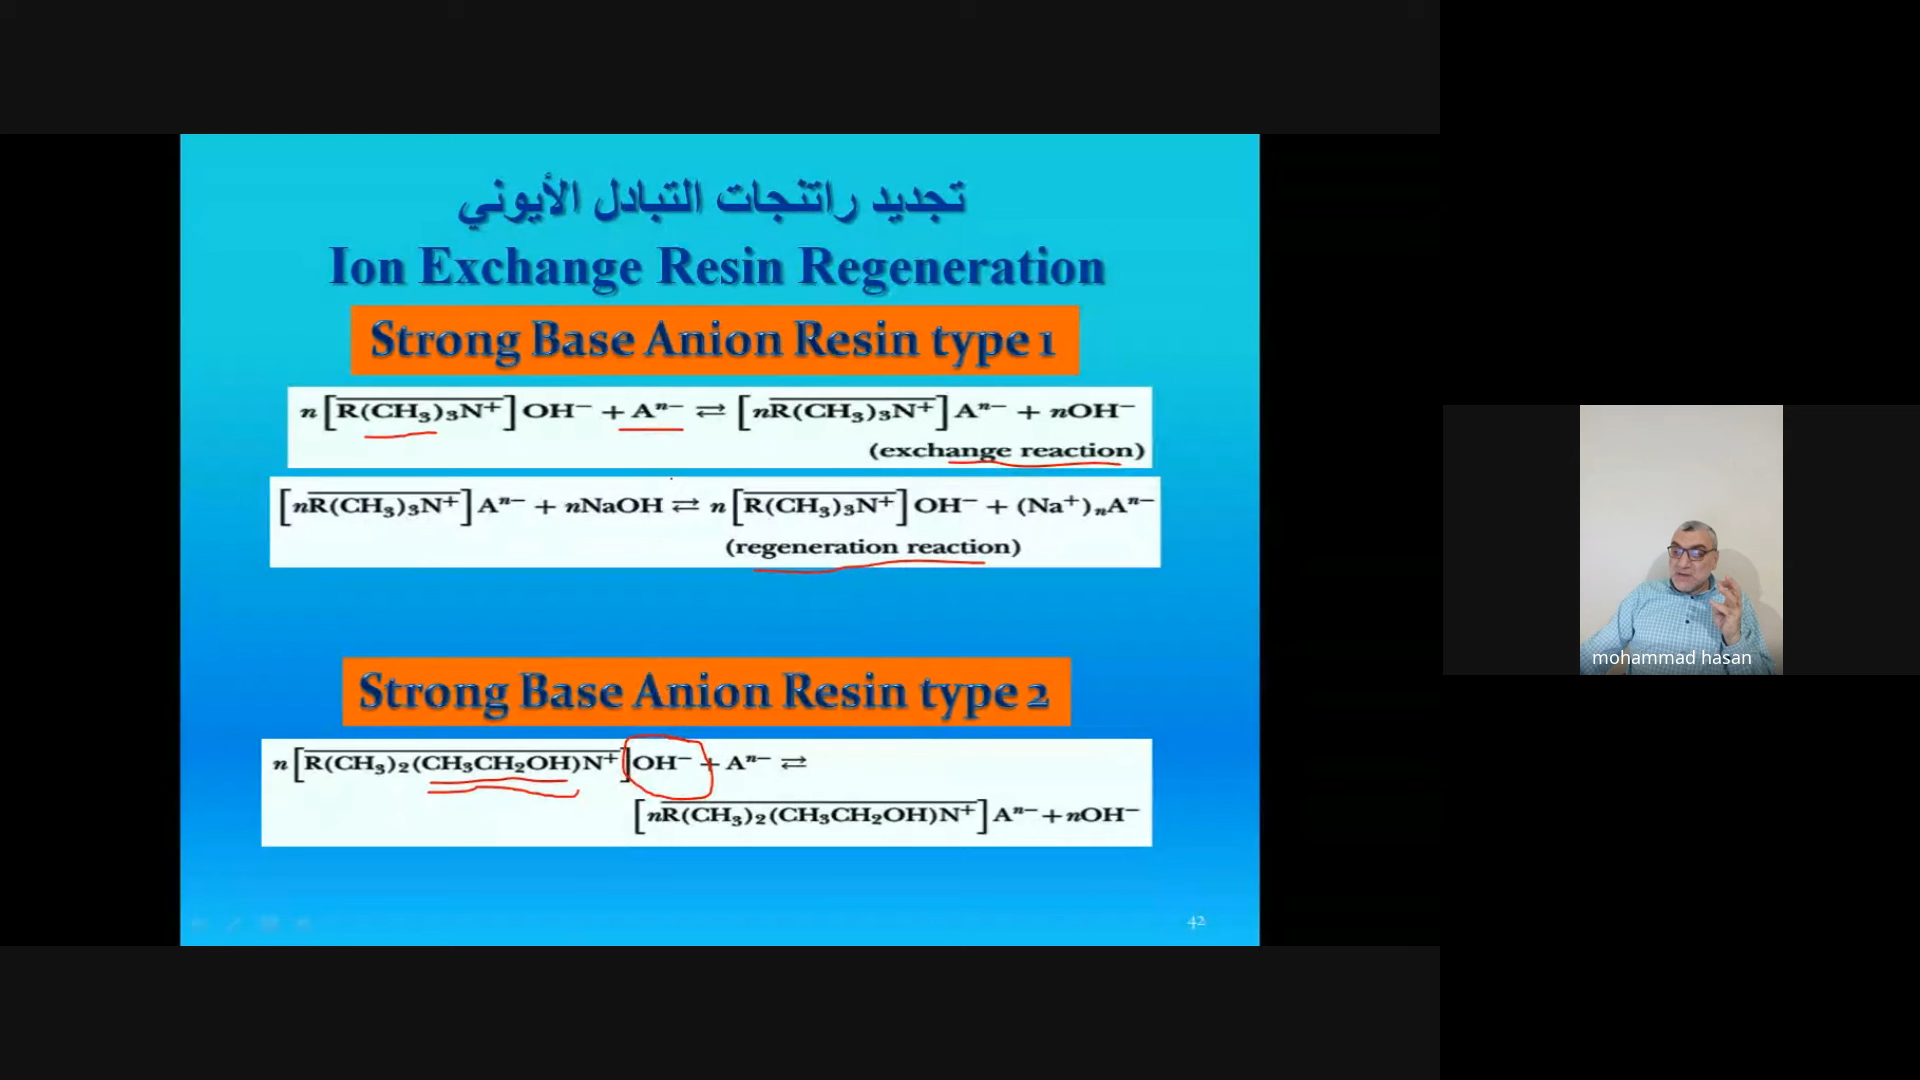 تجديد راتنجات التبادل الأيوني
Ion Exchange Resin Regeneration
Strong Base Anion Resin type 1
n[R(CH₃)₃N⁺]OH⁻ + Aⁿ⁻ ⇄ [nR(CH₃)₃N⁺]Aⁿ⁻ + nOH⁻
(exchange reaction)
[nR(CH₃)₃N⁺]Aⁿ⁻ + nNaOH ⇄ n[R(CH₃)₃N⁺]OH⁻ + (Na⁺)ₙAⁿ⁻
(regeneration reaction)
Strong Base Anion Resin type 2
n[R(CH₃)₂(CH₃CH₂OH)N⁺]OH⁻ + Aⁿ⁻ ⇄
[nR(CH₃)₂(CH₃CH₂OH)N⁺]Aⁿ⁻ + nOH⁻
42
mohammad hasan